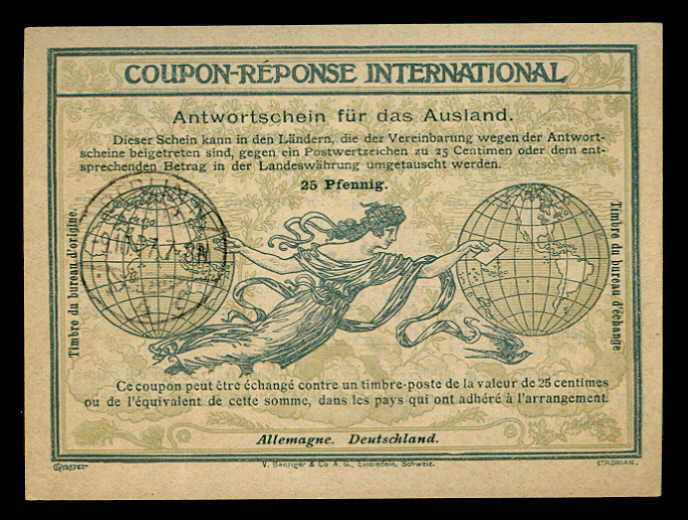 COUPON-RÉPONSE INTERNATIONAL
Antwortschein für das Ausland.
Dieser Schein kann in den Ländern, die der Vereinbarung wegen der Antwort-
scheine beigetreten sind, gegen ein Postwertzeichen zu 25 Centimen oder dem ent-
sprechenden Betrag in der Landeswährung umgetauscht werden.
25 Pfennig.
Timbre du bureau d'origine.
Timbre du bureau d'échange
Ce coupon peut être échangé contre un timbre-poste de la valeur de 25 centimes
ou de l'équivalent de cette somme, dans les pays qui ont adhéré à l'arrangement.
Allemagne. Deutschland.
V. Benziger & Co A. G., Einsiedeln, Schweiz.